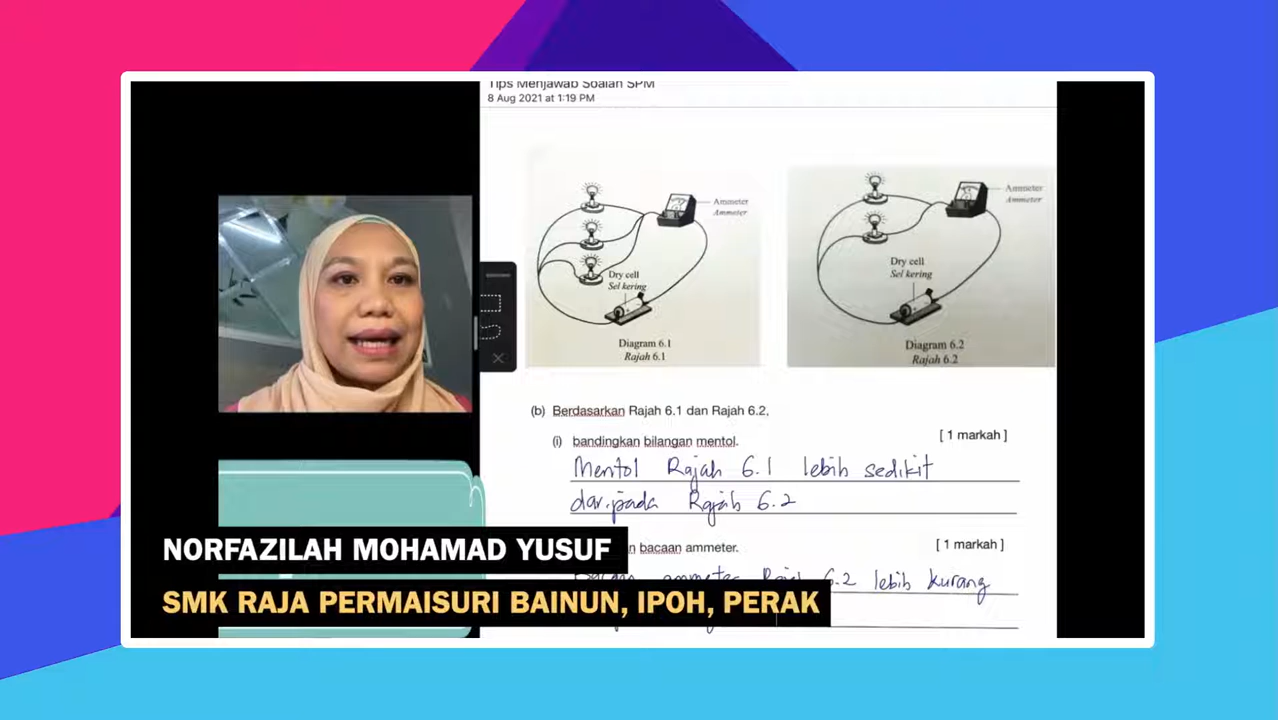 Tips Menjawab Soalan SPM
8 Aug 2021 at 1:19 PM
Ammeter
Ammeter
Dry cell
Sel kering
Diagram 6.1
Rajah 6.1
Ammeter
Ammeter
Dry cell
Sel kering
Diagram 6.2
Rajah 6.2
(b) Berdasarkan Rajah 6.1 dan Rajah 6.2,
(i) bandingkan bilangan mentol.
[ 1 markah ]
Mentol Rajah 6.1 lebih sedikit
daripada Rajah 6.2
bacaan ammeter.
[ 1 markah ]
ammeter Rajah 6.2 lebih kurang
NORFAZILAH MOHAMAD YUSUF
SMK RAJA PERMAISURI BAINUN, IPOH, PERAK